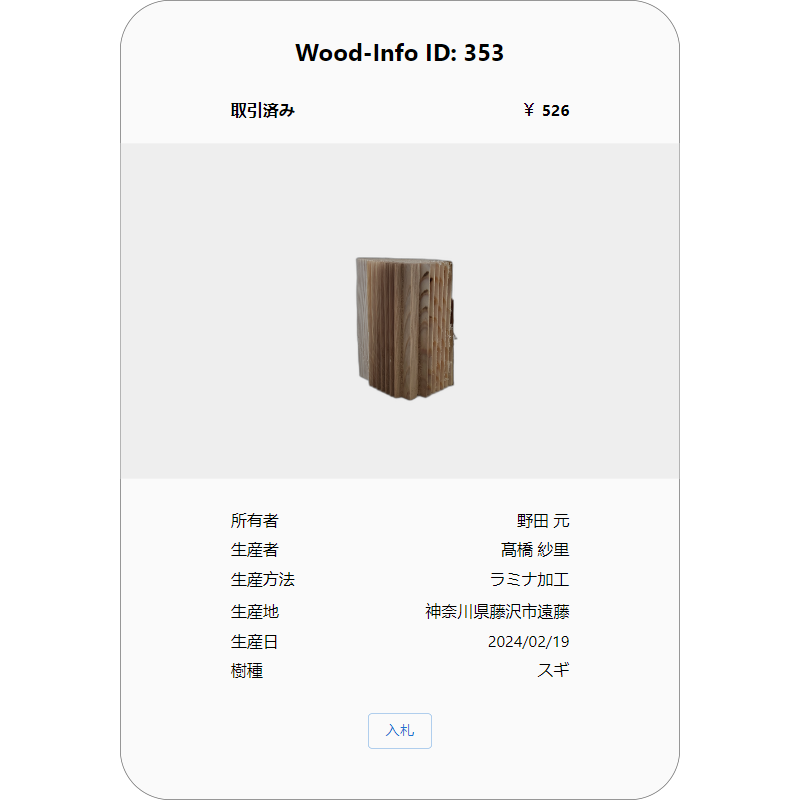 Wood-Info ID: 353
取引済み ￥ 526
所有者 野田 元
生産者 髙橋 紗里
生産方法 ラミナ加工
生産地 神奈川県藤沢市遠藤
生産日 2024/02/19
樹種 スギ
入札